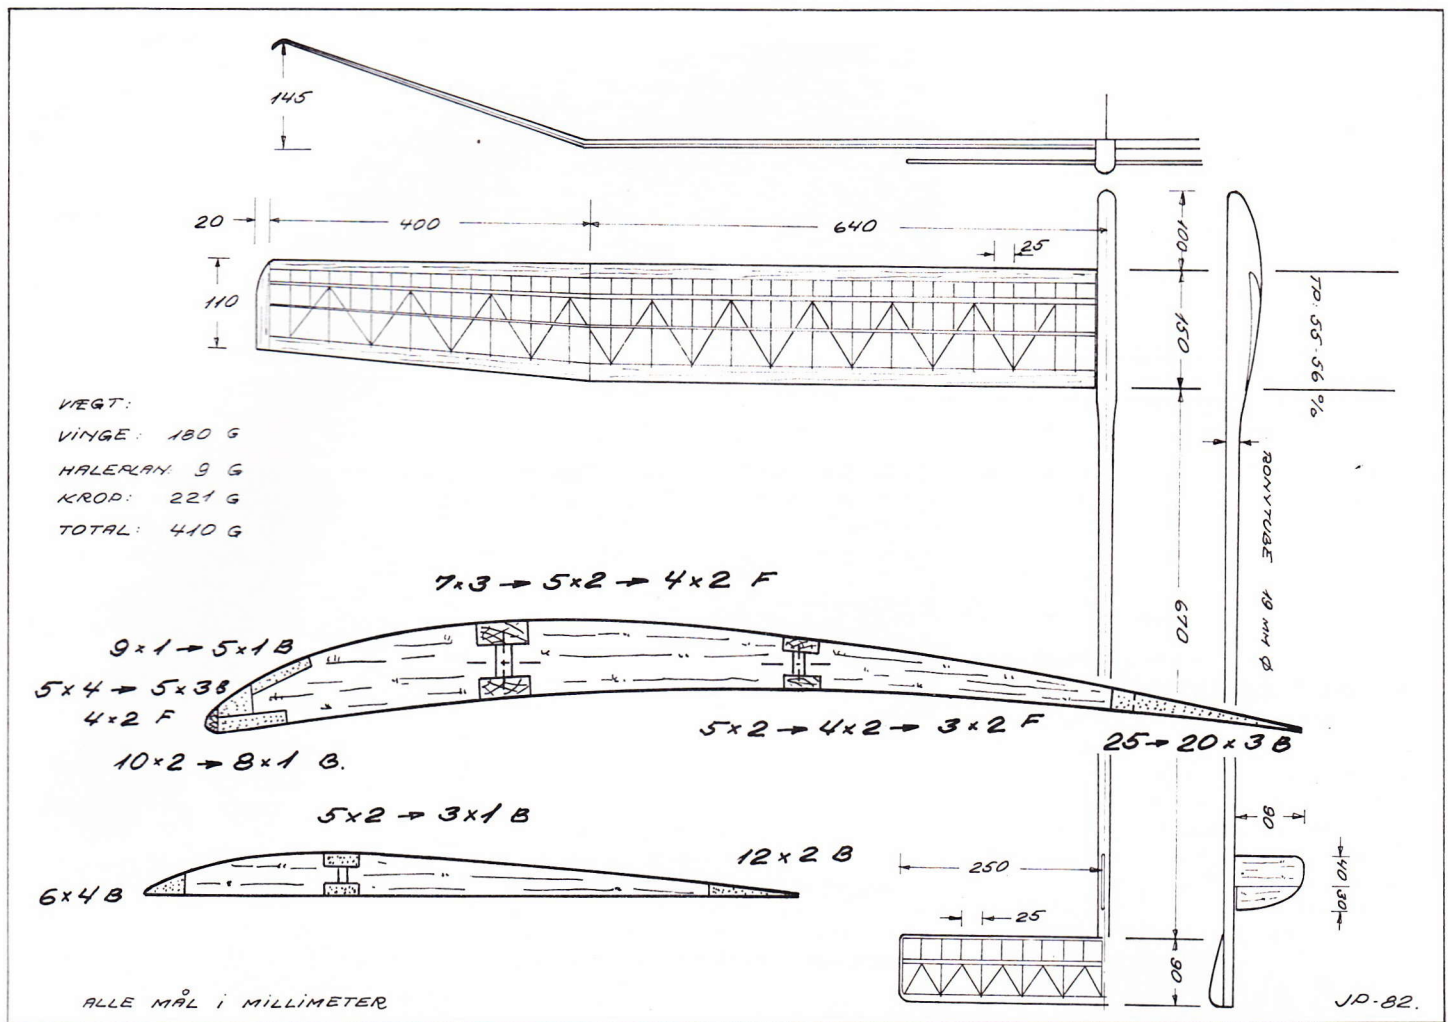 145
20
400
640
25
110
100
150
TP: 55-56 %
VÆGT:
VINGE: 180 G
HALEPLAN: 9 G
KROP: 221 G
TOTAL: 410 G
RONYTUBE 19 MM Ø
670
7×3 → 5×2 → 4×2 F
9×1 → 5×1 B
5×4 → 5×3 B
4×2 F
10×2 → 8×1 B.
5×2 → 4×2 → 3×2 F
25 → 20×3 B
5×2 → 3×1 B
12×2 B
6×4 B
90
250
40 30
25
90
ALLE MÅL i MILLIMETER
JP-82.